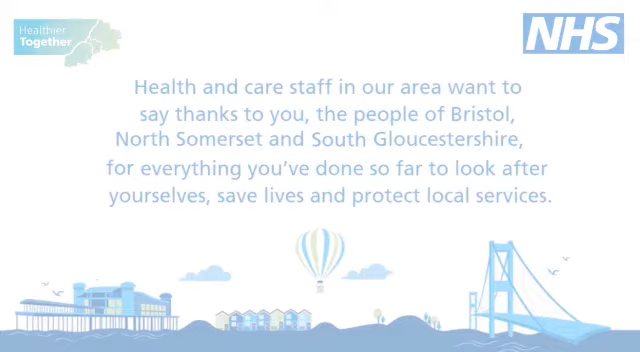 Healthier
Together
NHS
Health and care staff in our area want to
say thanks to you, the people of Bristol,
North Somerset and South Gloucestershire,
for everything you've done so far to look after
yourselves, save lives and protect local services.